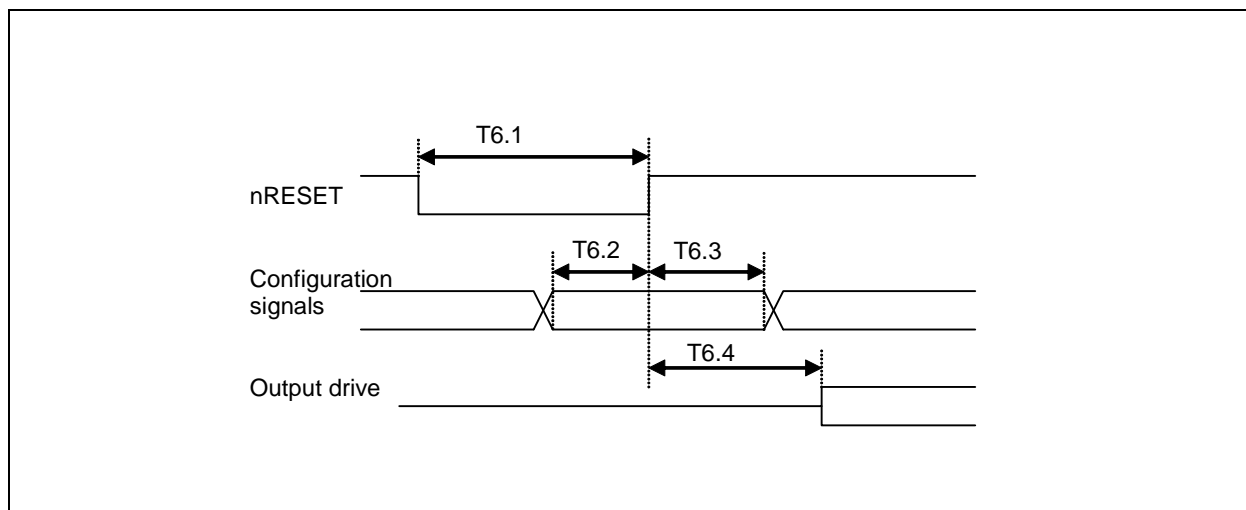 T6.1
nRESET
T6.2
T6.3
Configuration
signals
T6.4
Output drive